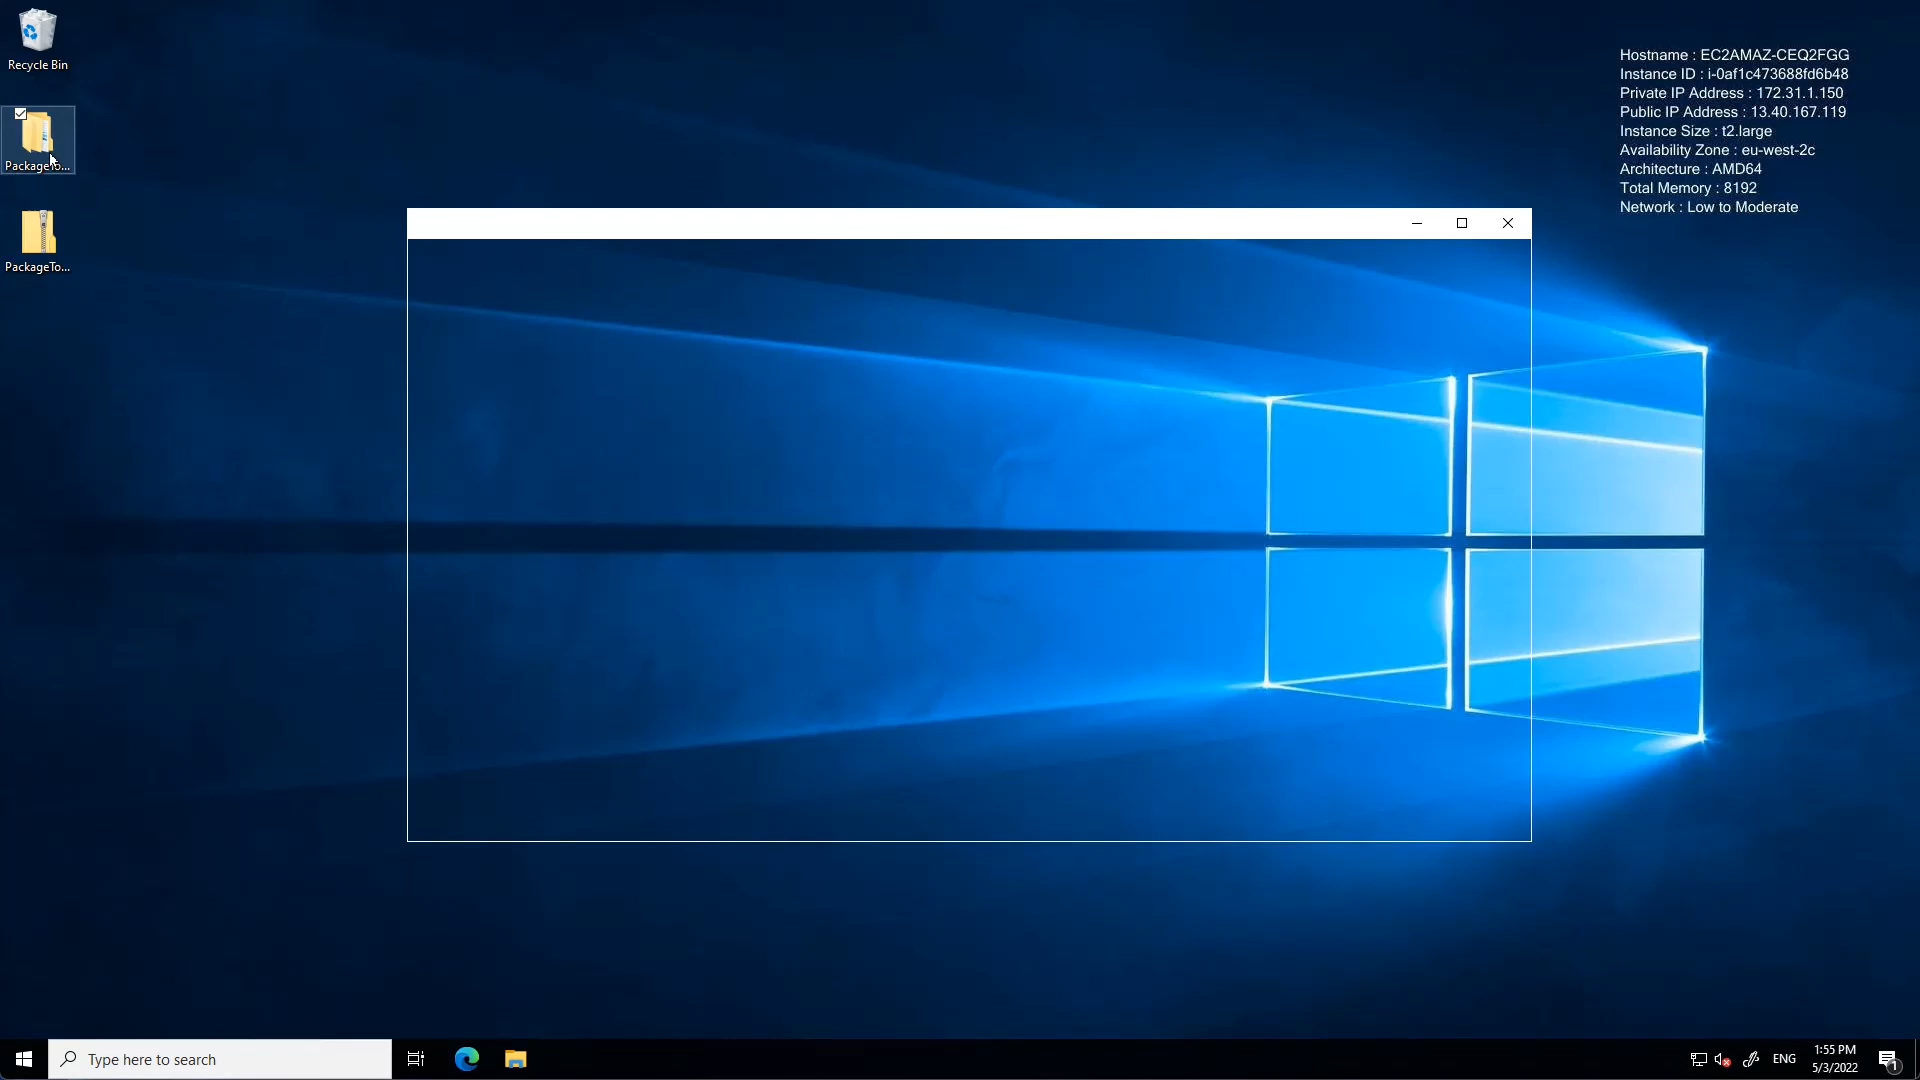 Recycle Bin
PackageTo...
PackageTo...
Hostname : EC2AMAZ-CEQ2FGG
Instance ID : i-0af1c473688fd6b48
Private IP Address : 172.31.1.150
Public IP Address : 13.40.167.119
Instance Size : t2.large
Availability Zone : eu-west-2c
Architecture : AMD64
Total Memory : 8192
Network : Low to Moderate
Type here to search
ENG
1:55 PM
5/3/2022
1